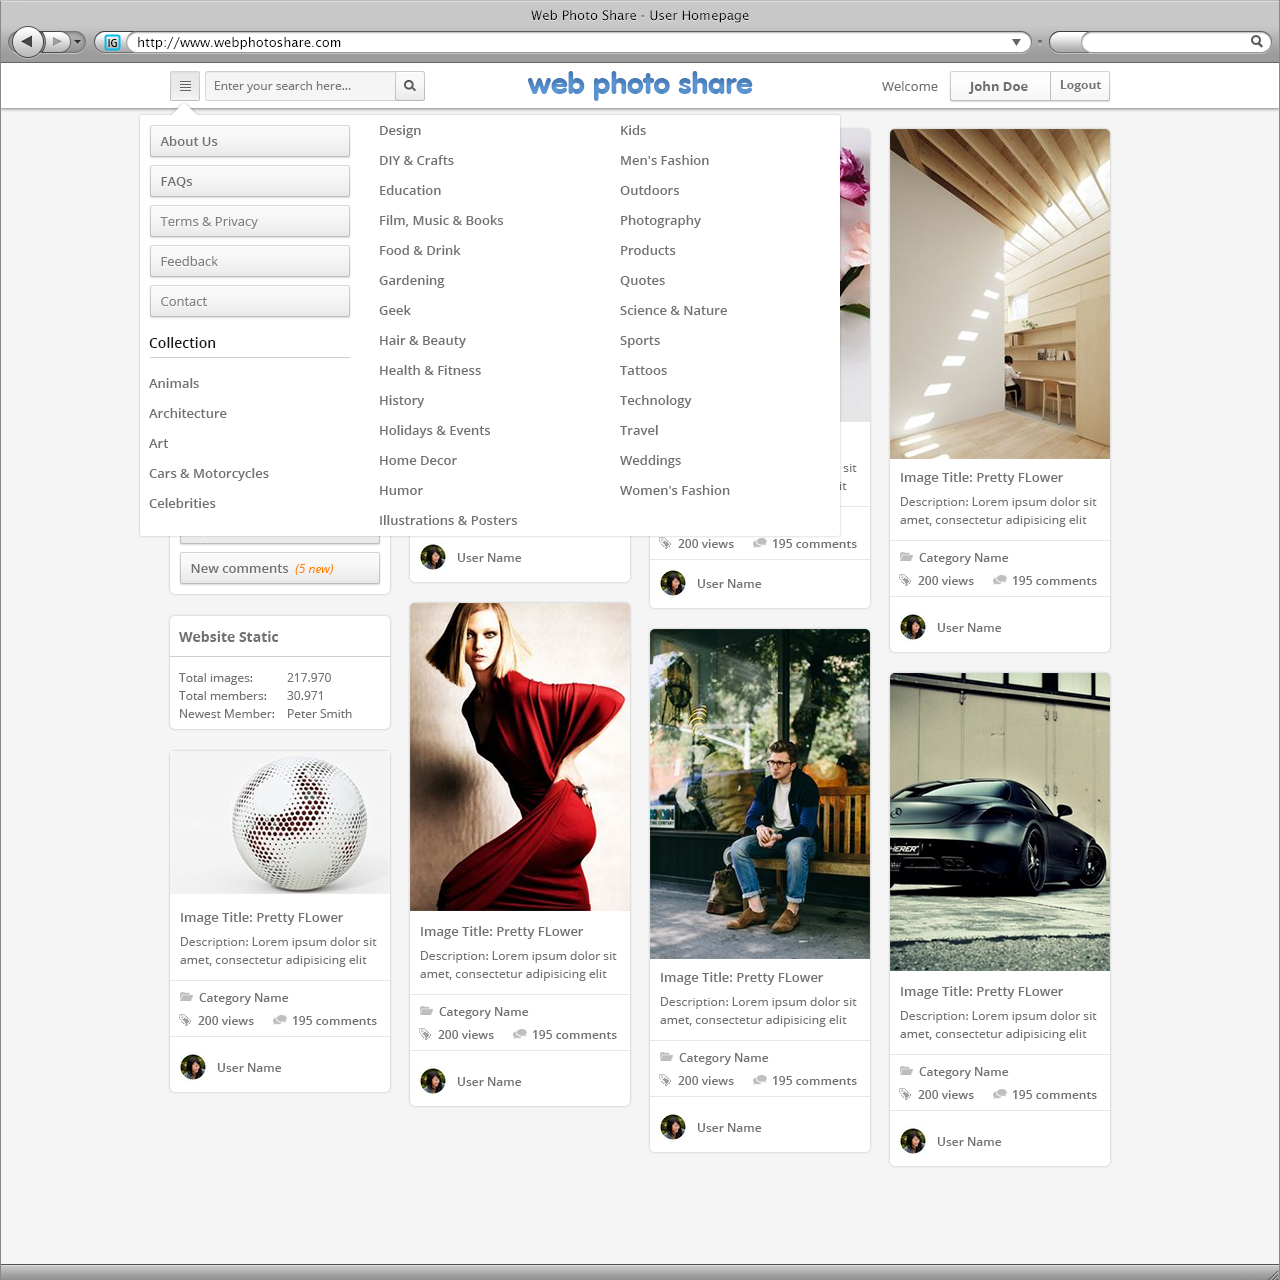 Web Photo Share - User Homepage
IG
http://www.webphotoshare.com
Enter your search here...
web photo share
Welcome
John Doe
Logout
About Us
FAQs
Terms & Privacy
Feedback
Contact
Collection
Animals
Architecture
Art
Cars & Motorcycles
Celebrities
Design
DIY & Crafts
Education
Film, Music & Books
Food & Drink
Gardening
Geek
Hair & Beauty
Health & Fitness
History
Holidays & Events
Home Decor
Humor
Illustrations & Posters
Kids
Men's Fashion
Outdoors
Photography
Products
Quotes
Science & Nature
Sports
Tattoos
Technology
Travel
Weddings
Women's Fashion
New comments (5 new)
Website Static
Total images: 217.970
Total members: 30.971
Newest Member: Peter Smith
Image Title: Pretty FLower
Description: Lorem ipsum dolor sit
amet, consectetur adipisicing elit
Category Name
200 views 195 comments
User Name
User Name
Image Title: Pretty FLower
Description: Lorem ipsum dolor sit
amet, consectetur adipisicing elit
Category Name
200 views 195 comments
User Name
sit
it
200 views 195 comments
User Name
Image Title: Pretty FLower
Description: Lorem ipsum dolor sit
amet, consectetur adipisicing elit
Category Name
200 views 195 comments
User Name
Image Title: Pretty FLower
Description: Lorem ipsum dolor sit
amet, consectetur adipisicing elit
Category Name
200 views 195 comments
User Name
Image Title: Pretty FLower
Description: Lorem ipsum dolor sit
amet, consectetur adipisicing elit
Category Name
200 views 195 comments
User Name